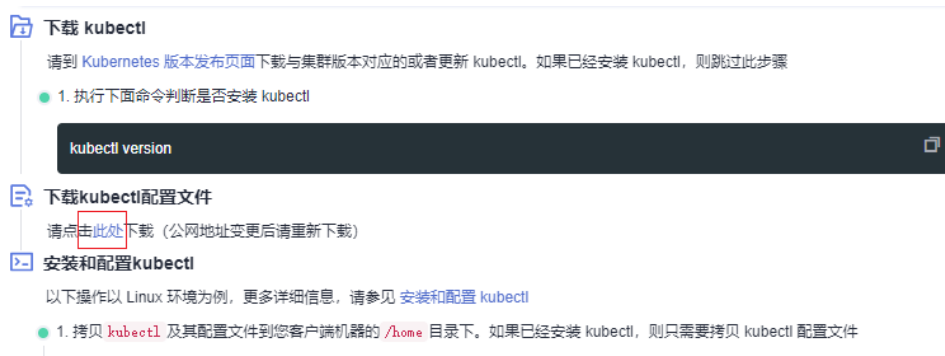 下载 kubectl
请到 Kubernetes 版本发布页面下载与集群版本对应的或者更新 kubectl。如果已经安装 kubectl，则跳过此步骤
1. 执行下面命令判断是否安装 kubectl
kubectl version
下载kubectl配置文件
请点击此处下载（公网地址变更后请重新下载）
安装和配置kubectl
以下操作以 Linux 环境为例，更多详细信息，请参见 安装和配置 kubectl
1. 拷贝 kubectl 及其配置文件到您客户端机器的 /home 目录下。如果已经安装 kubectl，则只需要拷贝 kubectl 配置文件